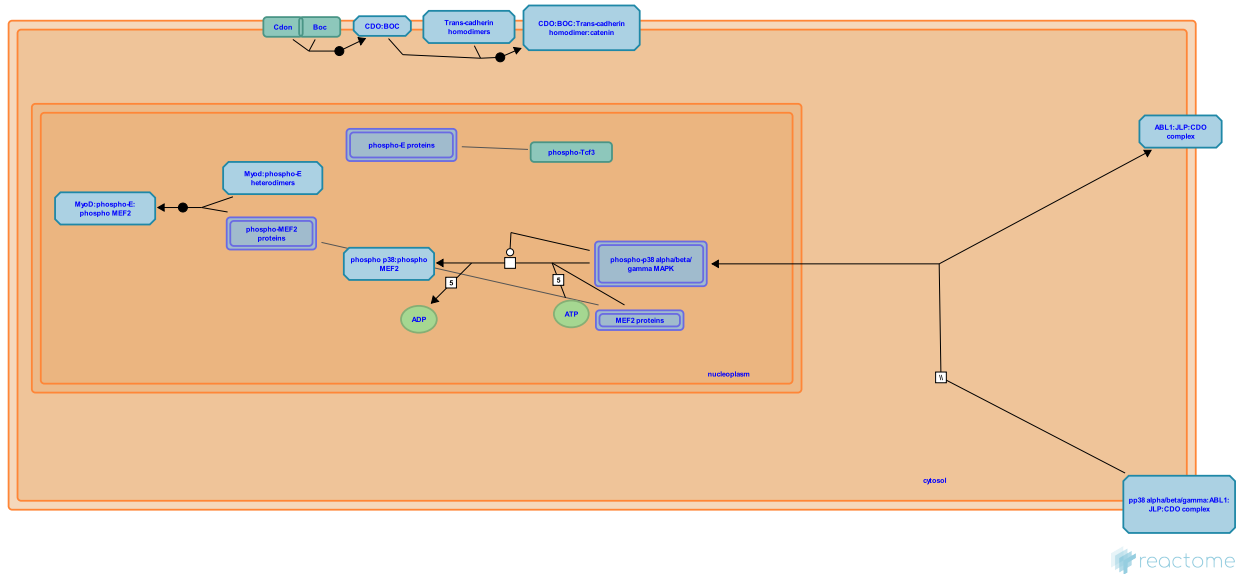 Cdon
Boc
CDO:BOC
Trans-cadherin
homodimers
CDO:BOC:Trans-cadherin
homodimer:catenin
ABL1:JLP:CDO
complex
phospho-E proteins
phospho-Tcf3
Myod:phospho-E
heterodimers
MyoD:phospho-E:
phospho MEF2
phospho-MEF2
proteins
phospho p38:phospho
MEF2
phospho-p38 alpha/beta/
gamma MAPK
5
5
ADP
ATP
MEF2 proteins
nucleoplasm
\\
cytosol
pp38 alpha/beta/gamma:ABL1:
JLP:CDO complex
reactome